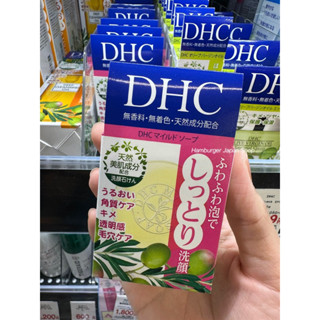 DHC
無香料・無着色・天然成分配合
DHCマイルドソープ
Hamburger Japan
天然
美肌成分
配合
洗顔石けん
ふわふわ泡で
しっとり
洗顔
うるおい
角質ケア
キメ
透明感
毛穴ケア